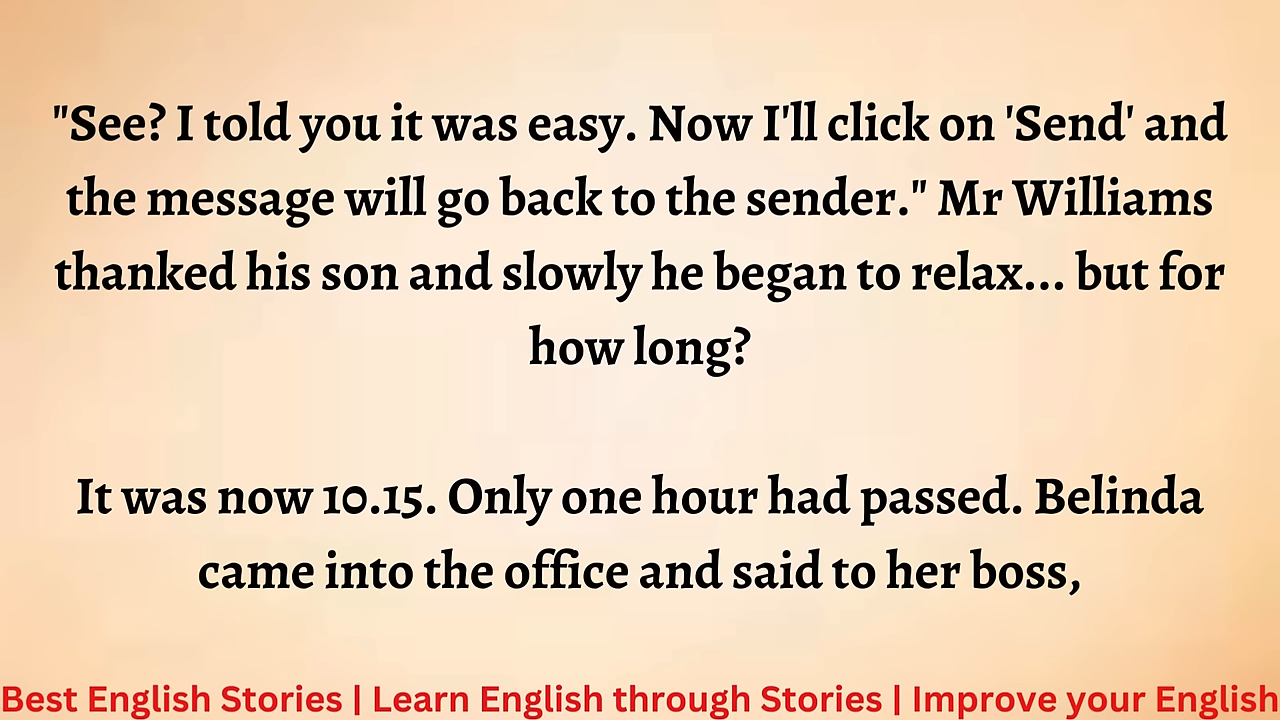 "See? I told you it was easy. Now I'll click on 'Send' and
the message will go back to the sender." Mr Williams
thanked his son and slowly he began to relax... but for
how long?
It was now 10.15. Only one hour had passed. Belinda
came into the office and said to her boss,
Best English Stories | Learn English through Stories | Improve your English